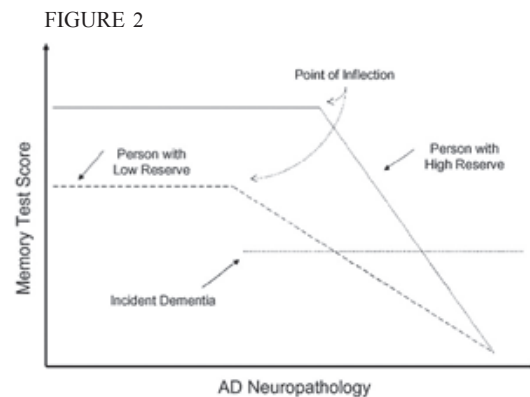 FIGURE 2
Point of Inflection
Person with
Low Reserve
Person with
High Reserve
Incident Dementia
Memory Test Score
AD Neuropathology